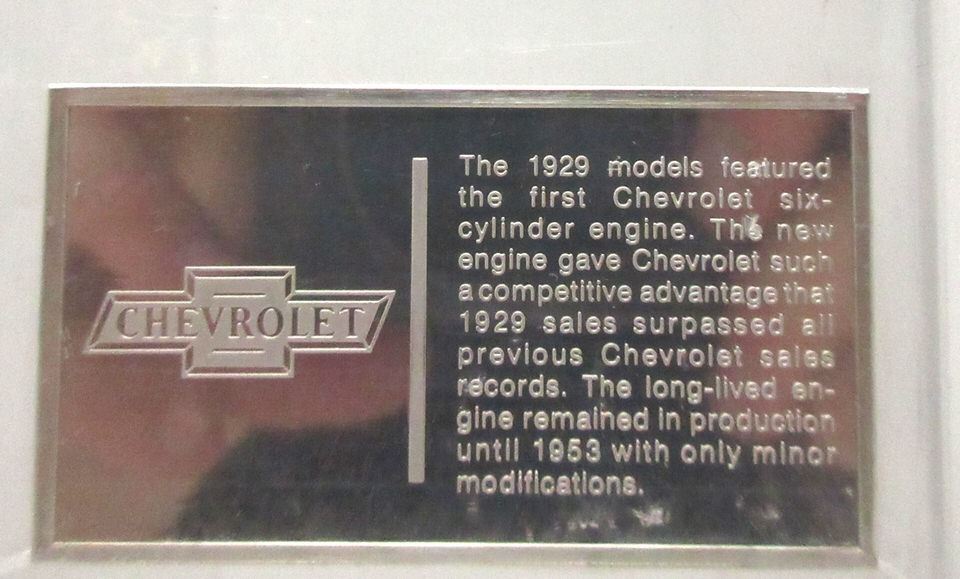 CHEVROLET
The 1929 models featured
the first Chevrolet six-
cylinder engine. The new
engine gave Chevrolet such
a competitive advantage that
1929 sales surpassed all
previous Chevrolet sales
records. The long-lived en-
gine remained in production
until 1953 with only minor
modifications.